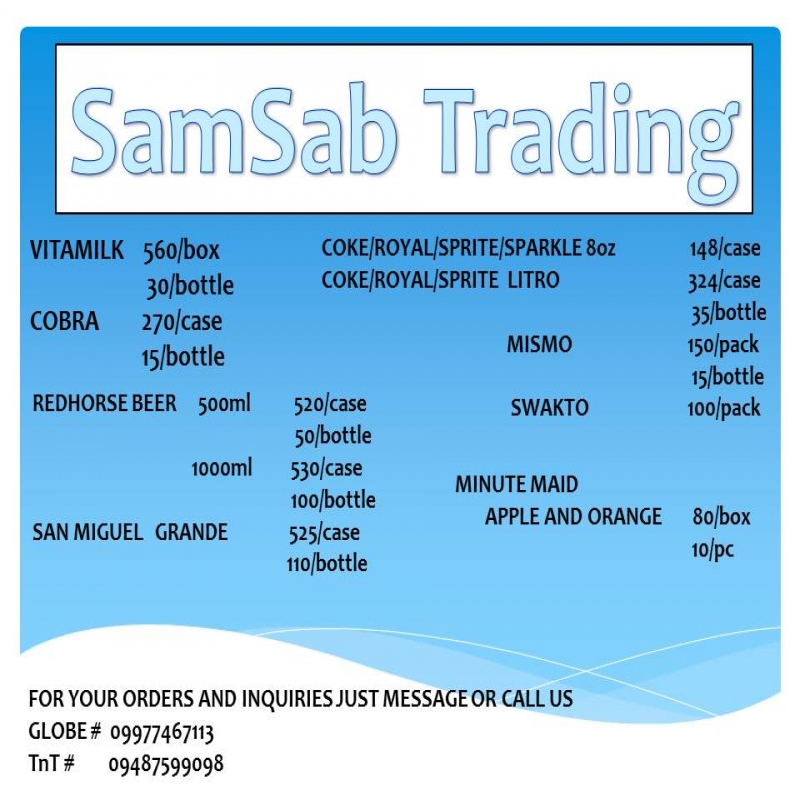 SamSab Trading
VITAMILK 560/box
30/bottle
COBRA 270/case
15/bottle
REDHORSE BEER 500ml 520/case
50/bottle
1000ml 530/case
100/bottle
SAN MIGUEL GRANDE 525/case
110/bottle
COKE/ROYAL/SPRITE/SPARKLE 8oz 148/case
COKE/ROYAL/SPRITE LITRO 324/case
35/bottle
MISMO 150/pack
15/bottle
SWAKTO 100/pack
MINUTE MAID
APPLE AND ORANGE 80/box
10/pc
FOR YOUR ORDERS AND INQUIRIES JUST MESSAGE OR CALL US
GLOBE # 09977467113
TnT # 09487599098